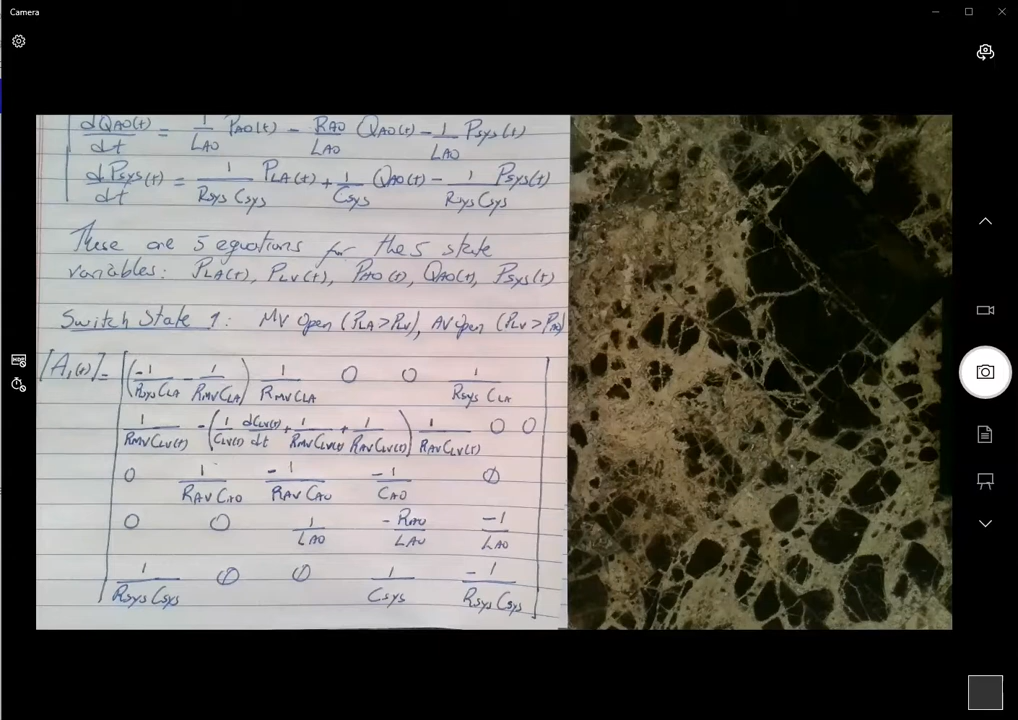 Camera
dQAO(t)/dt = 1/LAO PAO(t) - RAO/LAO QAO(t) - 1/LAO Psys(t)
dPsys(t)/dt = 1/(Rsys Csys) PLA(t) + 1/Csys QAO(t) - 1/(Rsys Csys) Psys(t)
These are 5 equations for the 5 state
variables: PLA(t), PLV(t), PAO(t), QAO(t), Psys(t)
Switch State 1: MV Open (PLA>PLV), AV open (PLV>PAO)
[A1(t)] = [ (-1/(Rsys CLA) - 1/(RMV CLA)) 1/(RMV CLA) 0 0 1/(Rsys CLA)
1/(RMV CLV(t)) -(1/CLV(t) dCLV(t)/dt + 1/(RMV CLV(t)) + 1/(RAV CLV(t))) 1/(RAV CLV(t)) 0 0
0 1/(RAV CAO) -1/(RAV CAO) -1/CAO 0
0 0 1/LAO -RAO/LAO -1/LAO
1/(Rsys Csys) 0 0 1/Csys -1/(Rsys Csys) ]